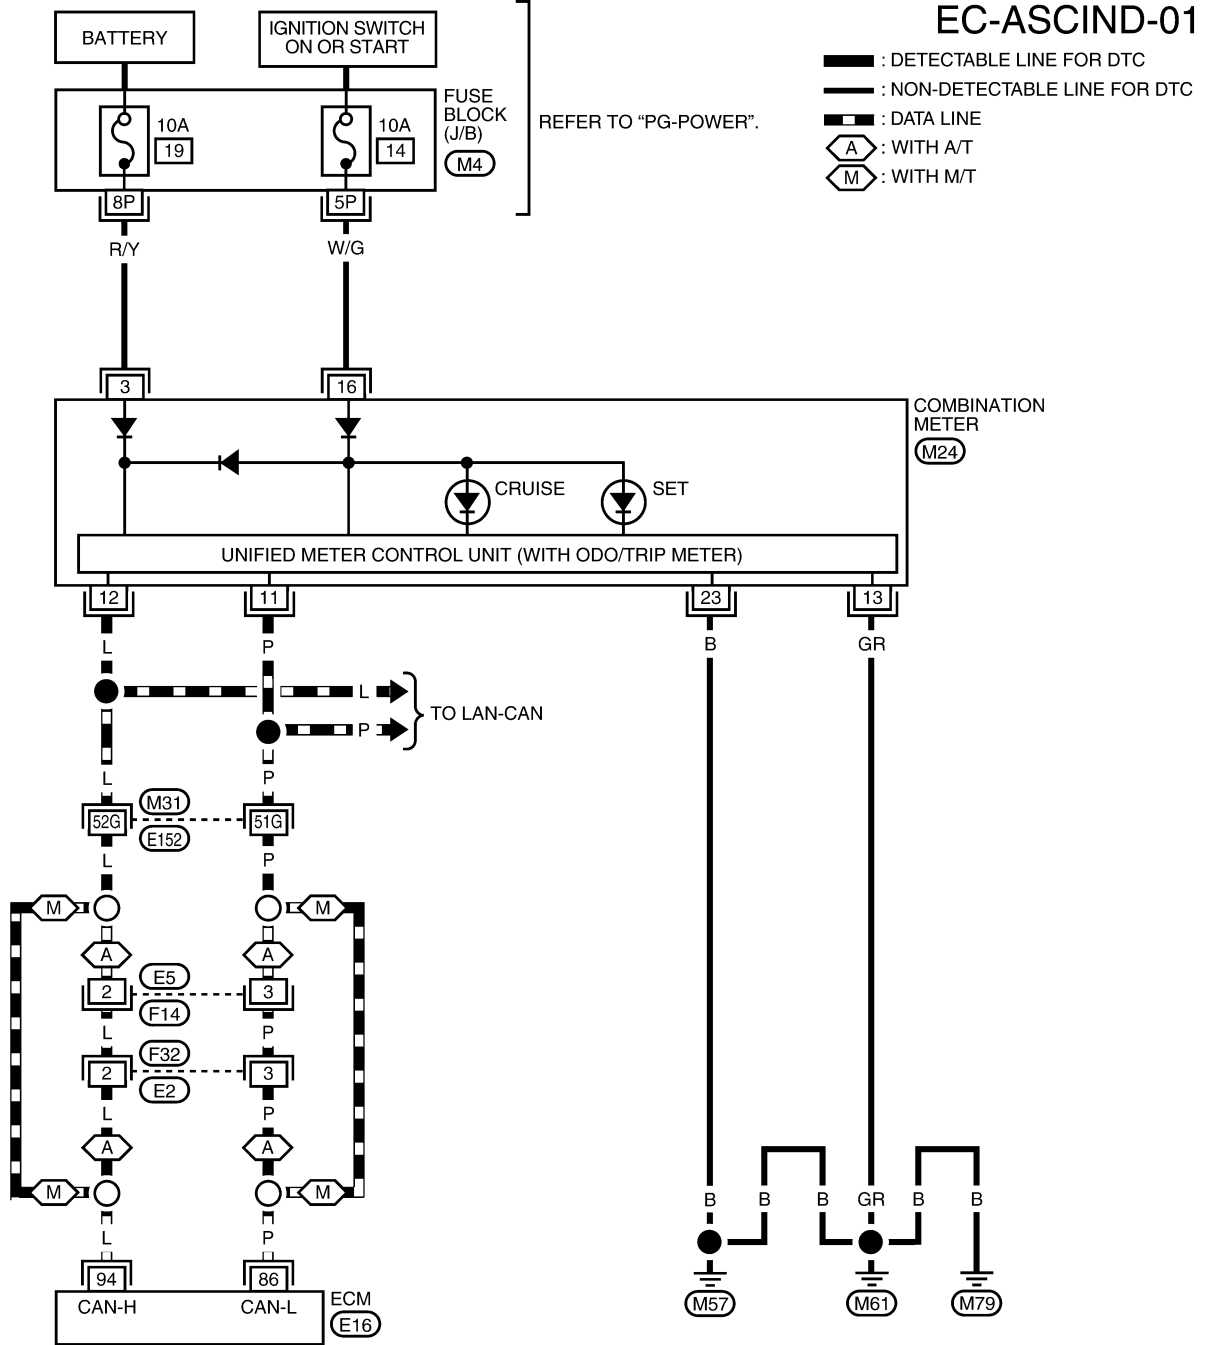 EC-ASCIND-01
BATTERY
IGNITION SWITCH
ON OR START
: DETECTABLE LINE FOR DTC
: NON-DETECTABLE LINE FOR DTC
: DATA LINE
A : WITH A/T
M : WITH M/T
FUSE
BLOCK
(J/B)
M4
10A
19
10A
14
REFER TO “PG-POWER”.
8P
5P
R/Y
W/G
3
16
COMBINATION
METER
M24
CRUISE
SET
UNIFIED METER CONTROL UNIT (WITH ODO/TRIP METER)
12
11
23
13
L
P
B
GR
L
P
TO LAN-CAN
L
P
M31
52G
51G
E152
L
P
M
M
A
A
E5
2
3
F14
L
P
F32
2
3
E2
L
P
A
A
M
M
B
B
B
GR
B
B
L
P
94
86
CAN-H
CAN-L
ECM
E16
M57
M61
M79